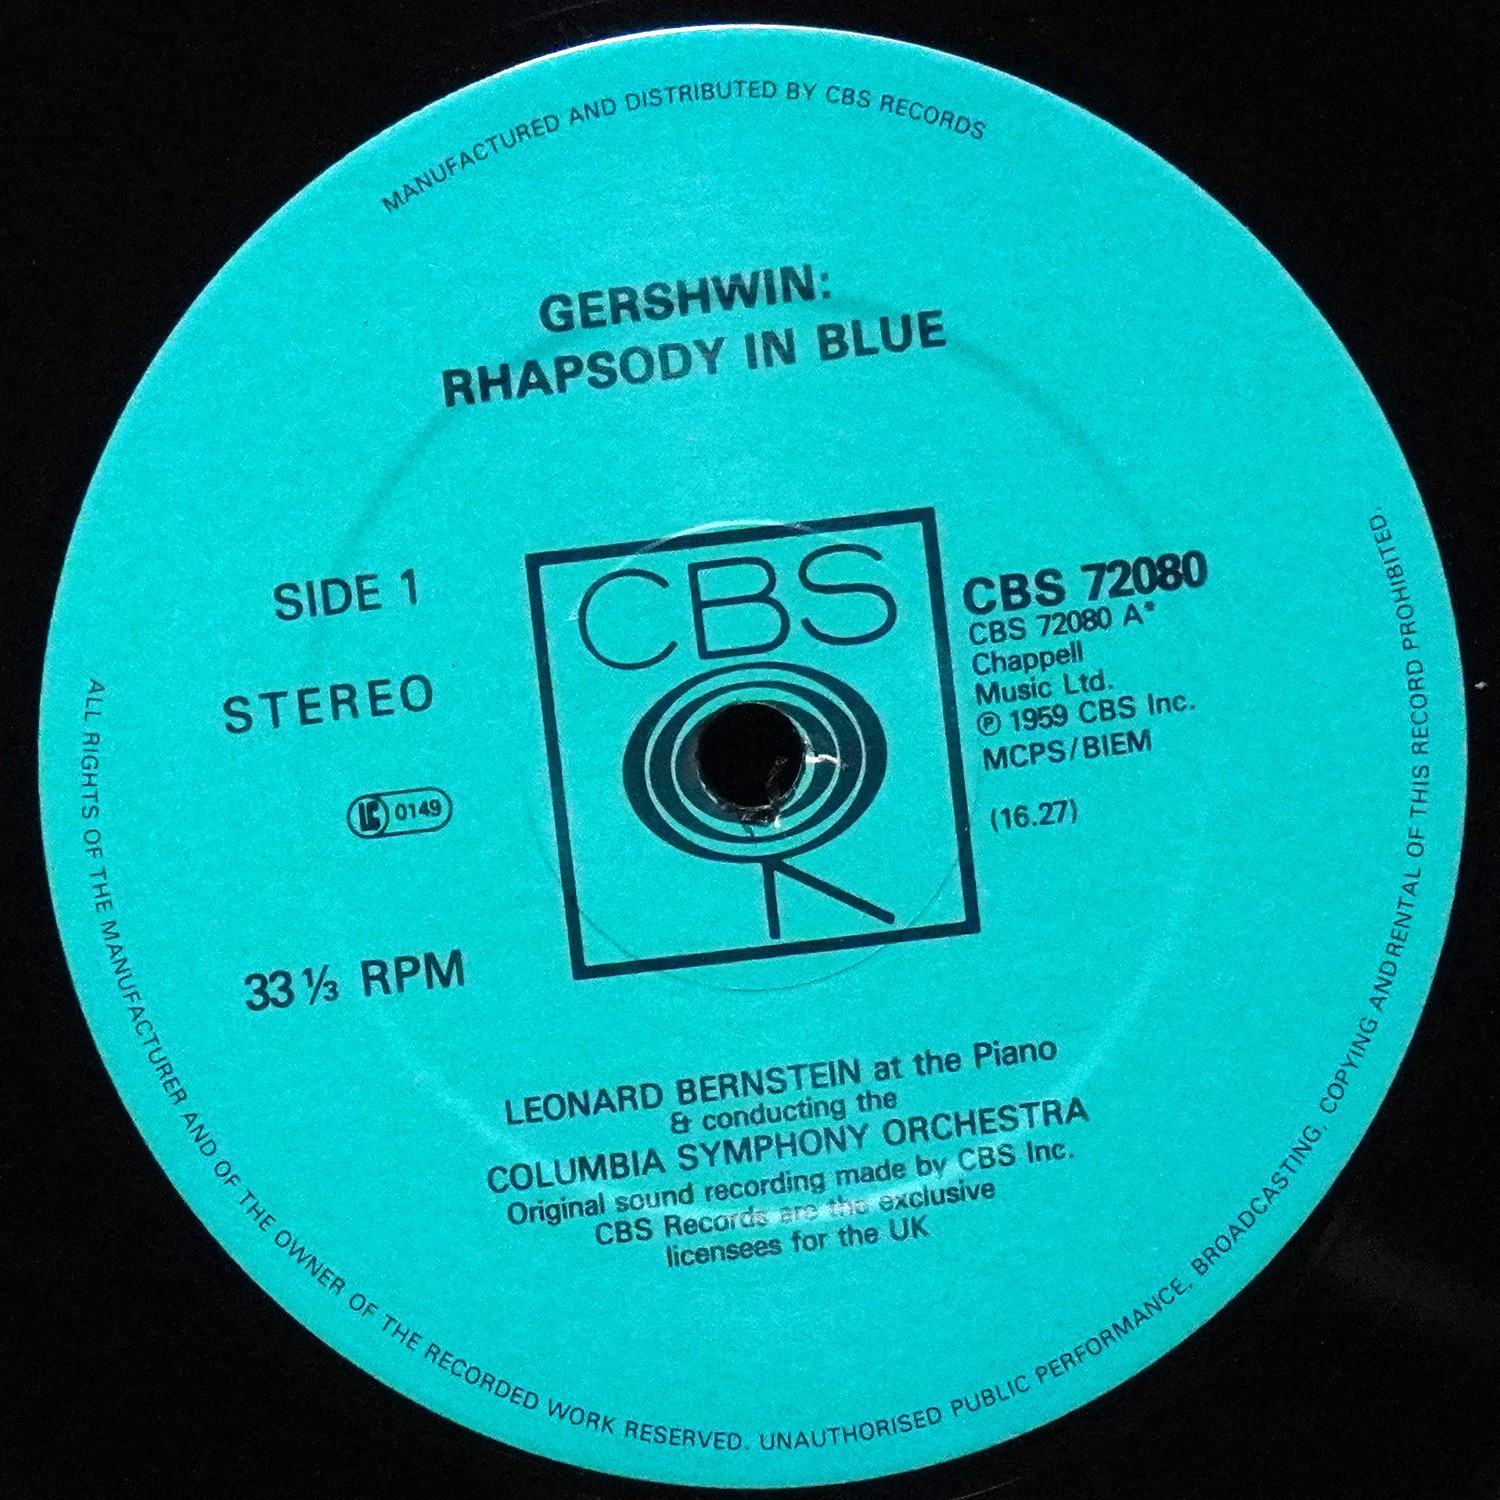 MANUFACTURED AND DISTRIBUTED BY CBS RECORDS
GERSHWIN:
RHAPSODY IN BLUE
SIDE 1
STEREO
LC 0149
33 ⅓ RPM
CBS
CBS 72080
CBS 72080 A*
Chappell
Music Ltd.
℗ 1959 CBS Inc.
MCPS/BIEM
(16.27)
LEONARD BERNSTEIN at the Piano
& conducting the
COLUMBIA SYMPHONY ORCHESTRA
Original sound recording made by CBS Inc.
CBS Records are the exclusive
licensees for the UK
ALL RIGHTS OF THE MANUFACTURER AND OF THE OWNER OF THE RECORDED WORK RESERVED. UNAUTHORISED PUBLIC PERFORMANCE, BROADCASTING, COPYING ANDRENTAL OF THIS RECORD PROHIBITED.